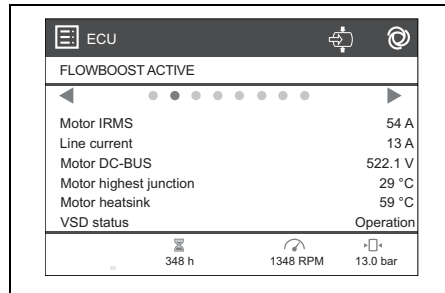 ECU
FLOWBOOST ACTIVE
Motor IRMS 54 A
Line current 13 A
Motor DC-BUS 522.1 V
Motor highest junction 29 °C
Motor heatsink 59 °C
VSD status Operation
348 h 1348 RPM 13.0 bar